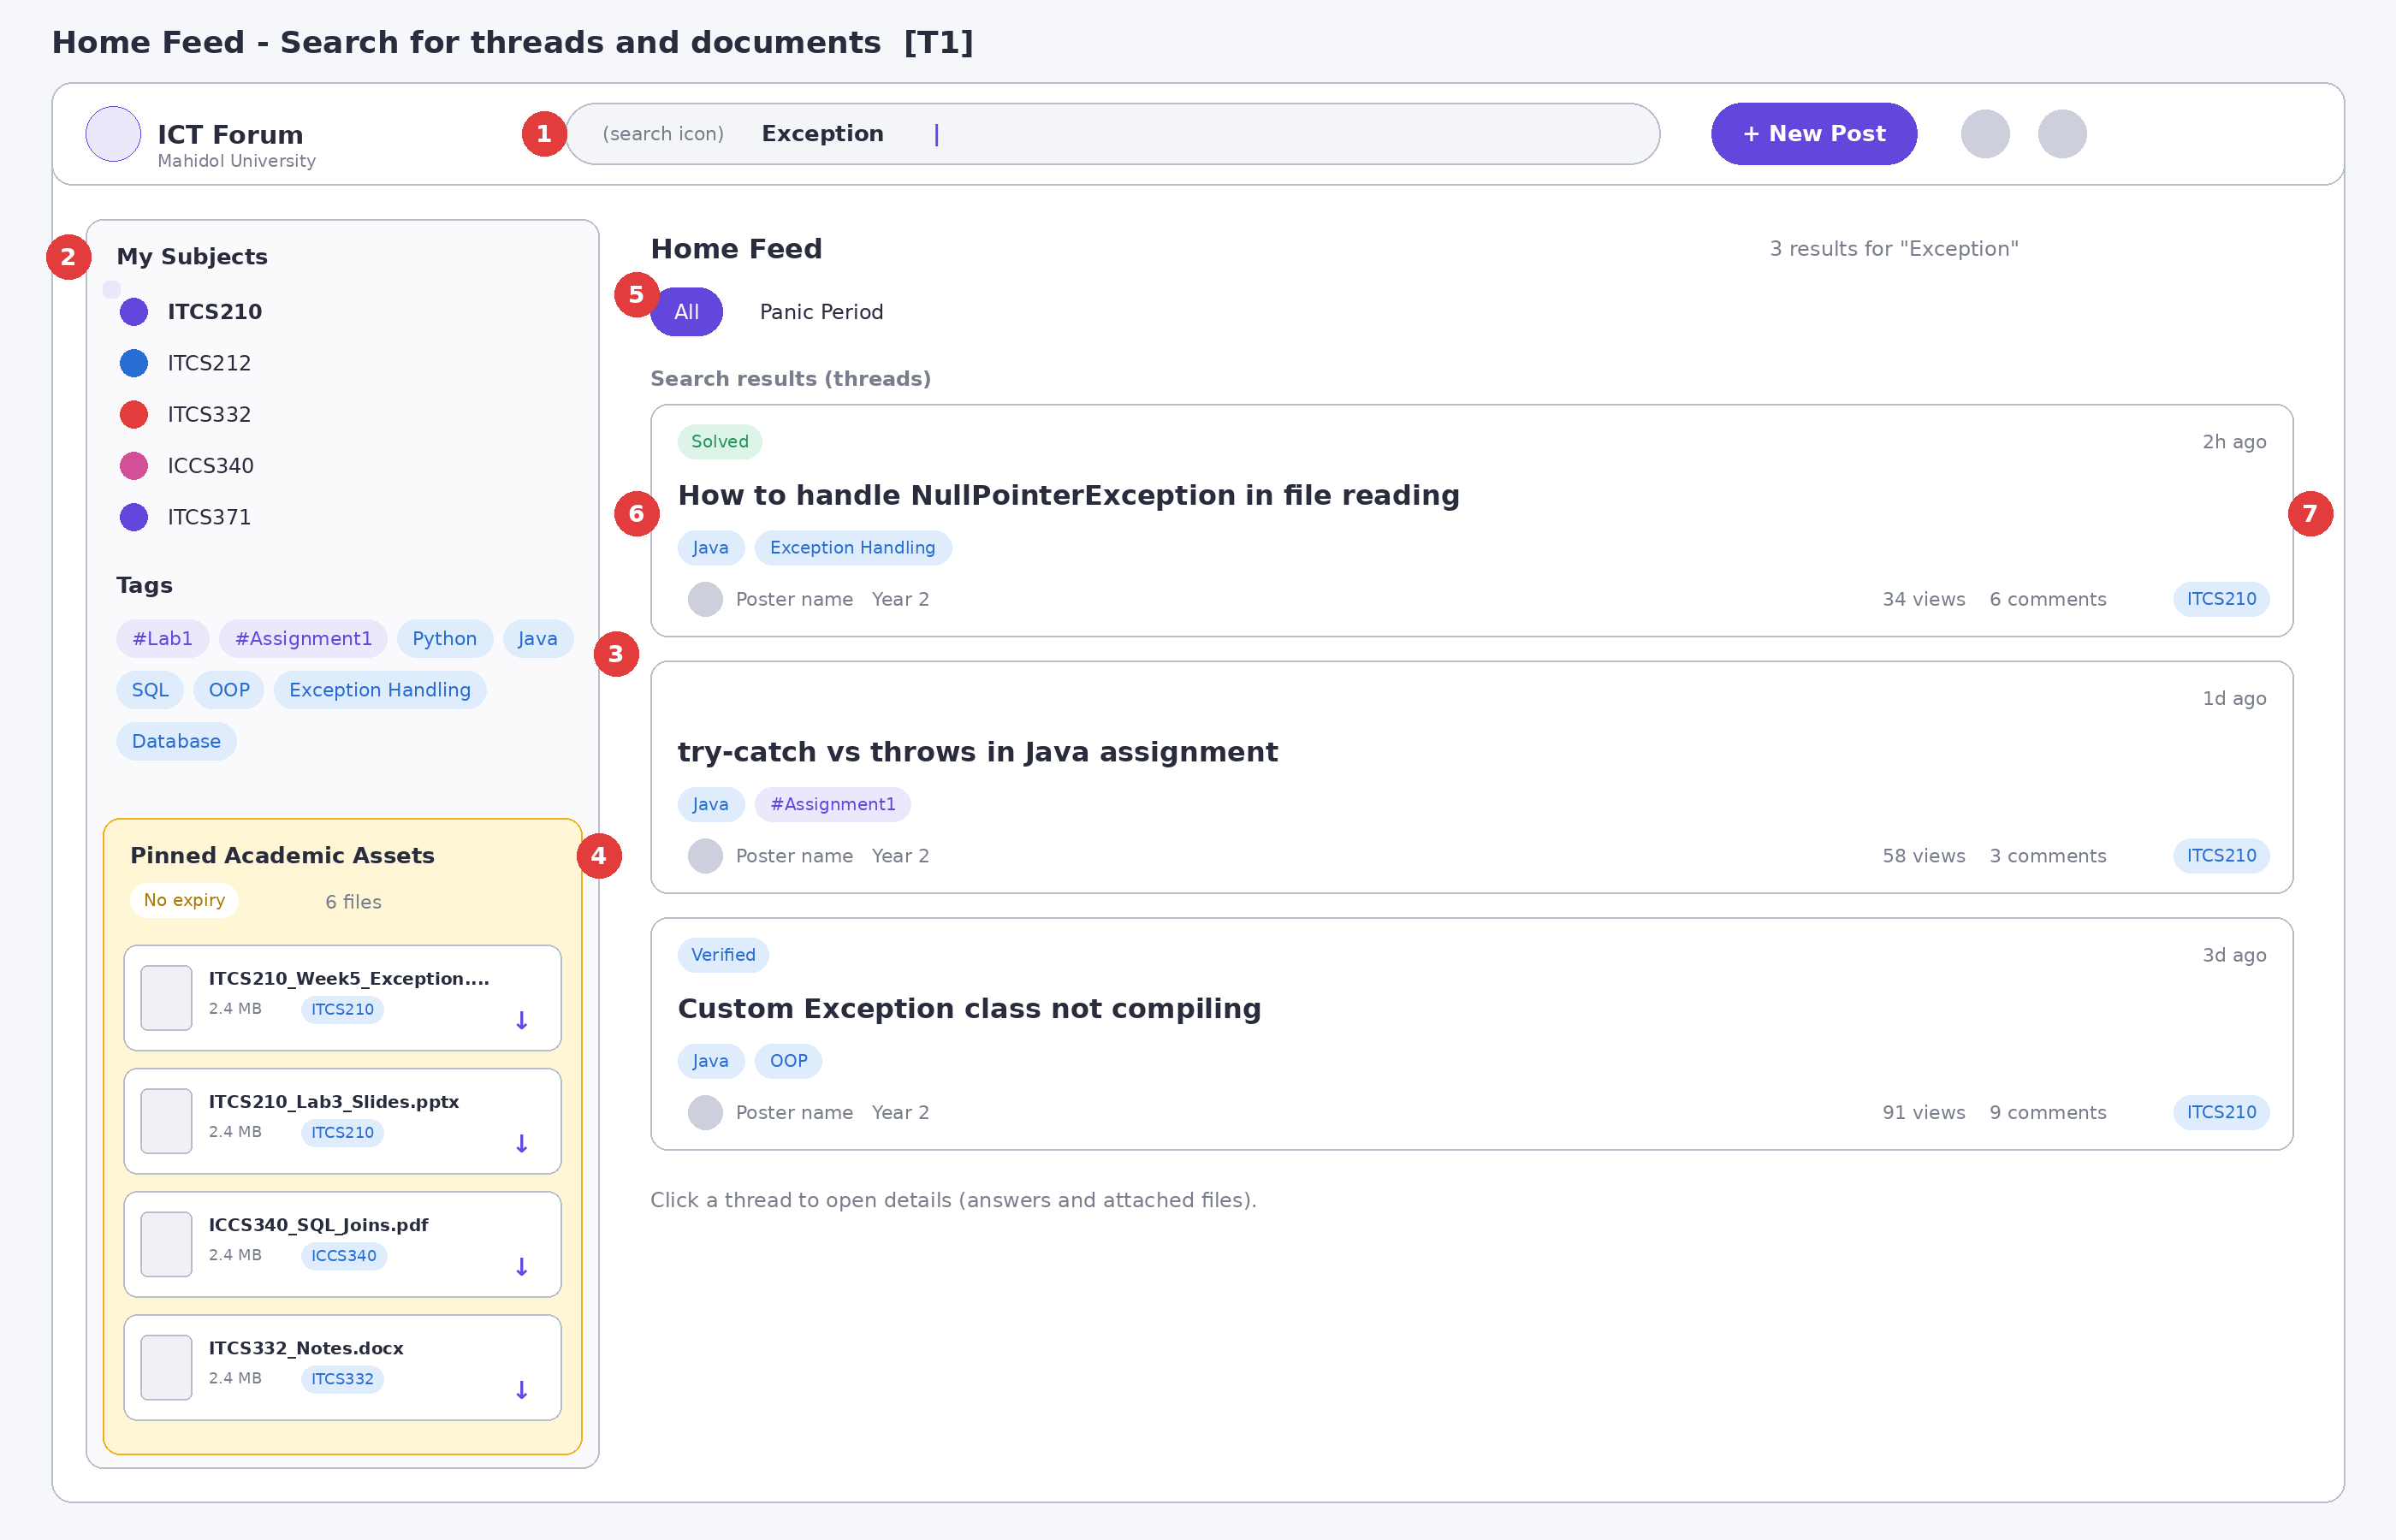 Home Feed - Search for threads and documents [T1]
ICT Forum
Mahidol University
1
(search icon) Exception |
+ New Post
2
My Subjects
ITCS210
ITCS212
ITCS332
ICCS340
ITCS371
Tags
#Lab1 #Assignment1 Python Java
3
SQL OOP Exception Handling
Database
Pinned Academic Assets
4
No expiry 6 files
ITCS210_Week5_Exception....
2.4 MB ITCS210 ↓
ITCS210_Lab3_Slides.pptx
2.4 MB ITCS210 ↓
ICCS340_SQL_Joins.pdf
2.4 MB ICCS340 ↓
ITCS332_Notes.docx
2.4 MB ITCS332 ↓
Home Feed 3 results for "Exception"
5
All Panic Period
Search results (threads)
Solved 2h ago
How to handle NullPointerException in file reading
6
7
Java Exception Handling
Poster name Year 2 34 views 6 comments ITCS210
1d ago
try-catch vs throws in Java assignment
Java #Assignment1
Poster name Year 2 58 views 3 comments ITCS210
Verified 3d ago
Custom Exception class not compiling
Java OOP
Poster name Year 2 91 views 9 comments ITCS210
Click a thread to open details (answers and attached files).